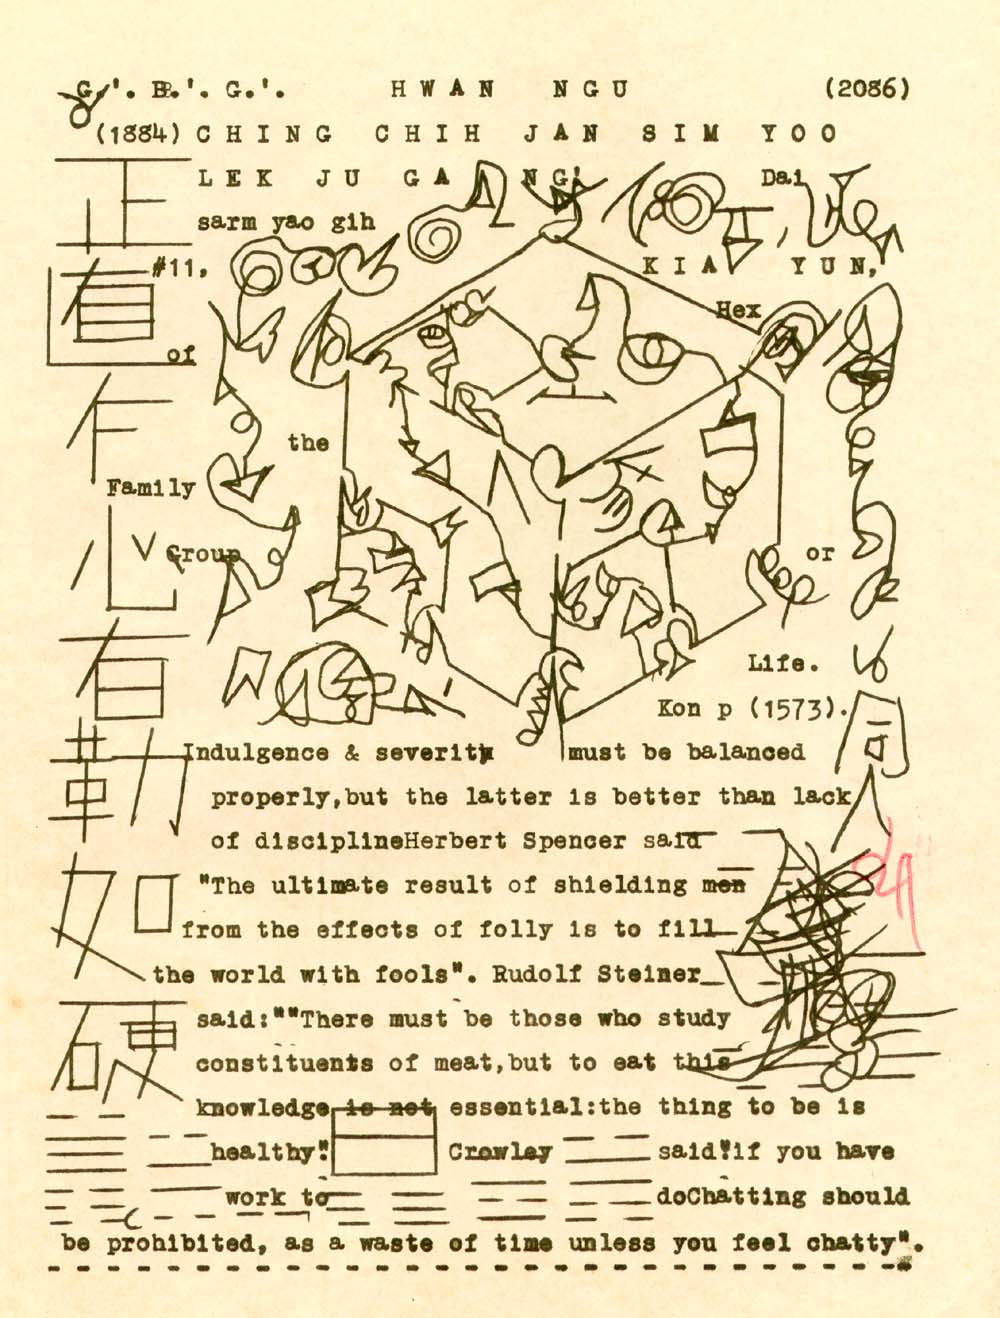 G.'. B.'. G.'. HWAN NGU (2086)
(1884) CHING CHIH JAN SIM YOO
LEK JU GA NG! Dai
sarm yao gih
#11, KIA YUN,
Hex
of
the
Family
Group or
Life.
Kon p (1573).
Indulgence & severity must be balanced
properly,but the latter is better than lack
of disciplineHerbert Spencer said
"The ultimate result of shielding men
from the effects of folly is to fill
the world with fools". Rudolf Steiner
said:""There must be those who study
constituents of meat,but to eat this
knowledge is not essential:the thing to be is
healthy". Crowley said"if you have
work to doChatting should
be prohibited, as a waste of time unless you feel chatty".
正
有
乍
心
有
勒
如
硬
周
人